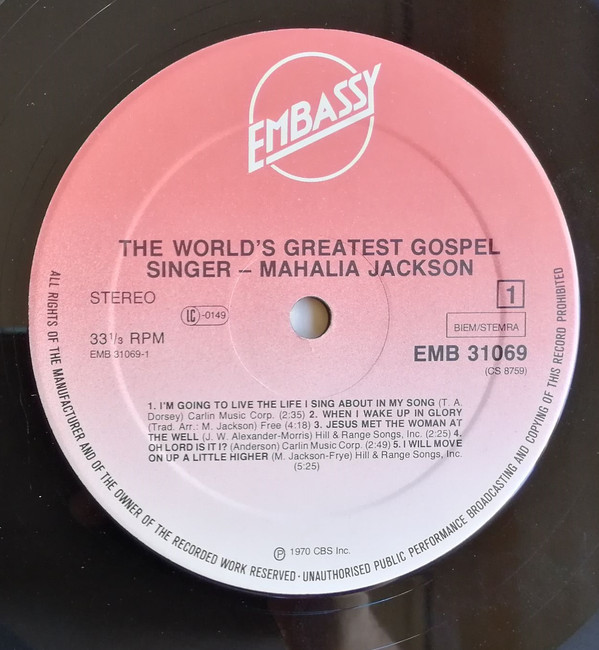 EMBASSY
THE WORLD'S GREATEST GOSPEL
SINGER – MAHALIA JACKSON
STEREO
LC -0149
1
33⅓ RPM
BIEM/STEMRA
EMB 31069-1
EMB 31069
(CS 8759)
1. I'M GOING TO LIVE THE LIFE I SING ABOUT IN MY SONG (T. A.
Dorsey) Carlin Music Corp. (2:35) 2. WHEN I WAKE UP IN GLORY
(Trad. Arr.: M. Jackson) Free (4:18) 3. JESUS MET THE WOMAN AT
THE WELL (J. W. Alexander-Morris) Hill & Range Songs, Inc. (2:25) 4.
OH LORD IS IT I? (Anderson) Carlin Music Corp. (2:49) 5. I WILL MOVE
ON UP A LITTLE HIGHER (M. Jackson-Frye) Hill & Range Songs, Inc.
(5:25)
Ⓟ 1970 CBS Inc.
ALL RIGHTS OF THE MANUFACTURER AND OF THE OWNER OF THE RECORDED WORK RESERVED · UNAUTHORISED PUBLIC PERFORMANCE BROADCASTING AND COPYING OF THIS RECORD PROHIBITED